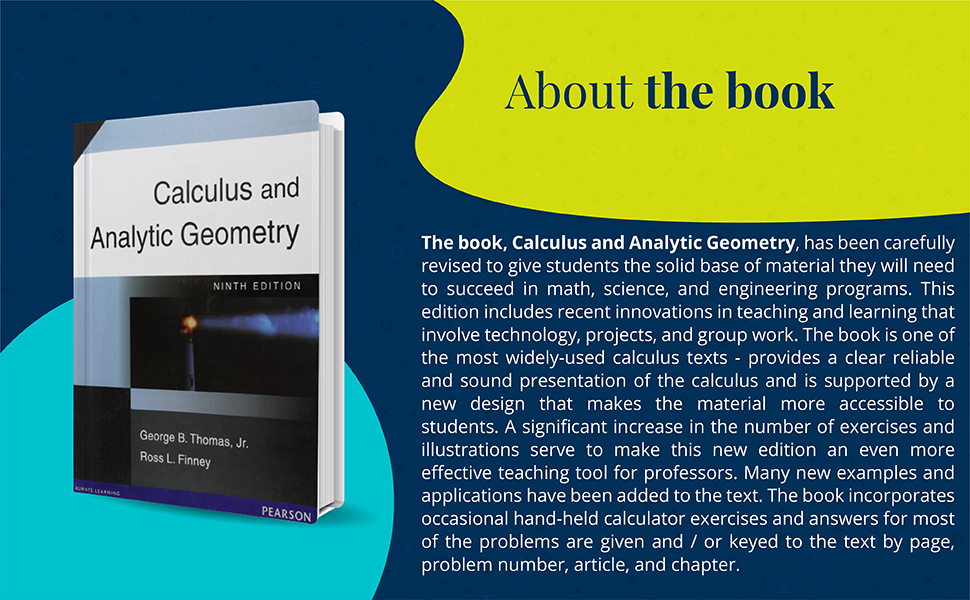 About the book
Calculus and
Analytic Geometry
NINTH EDITION
George B. Thomas, Jr.
Ross L. Finney
ALWAYS LEARNING
PEARSON
The book, Calculus and Analytic Geometry, has been carefully
revised to give students the solid base of material they will need
to succeed in math, science, and engineering programs. This
edition includes recent innovations in teaching and learning that
involve technology, projects, and group work. The book is one of
the most widely-used calculus texts - provides a clear reliable
and sound presentation of the calculus and is supported by a
new design that makes the material more accessible to
students. A significant increase in the number of exercises and
illustrations serve to make this new edition an even more
effective teaching tool for professors. Many new examples and
applications have been added to the text. The book incorporates
occasional hand-held calculator exercises and answers for most
of the problems are given and / or keyed to the text by page,
problem number, article, and chapter.